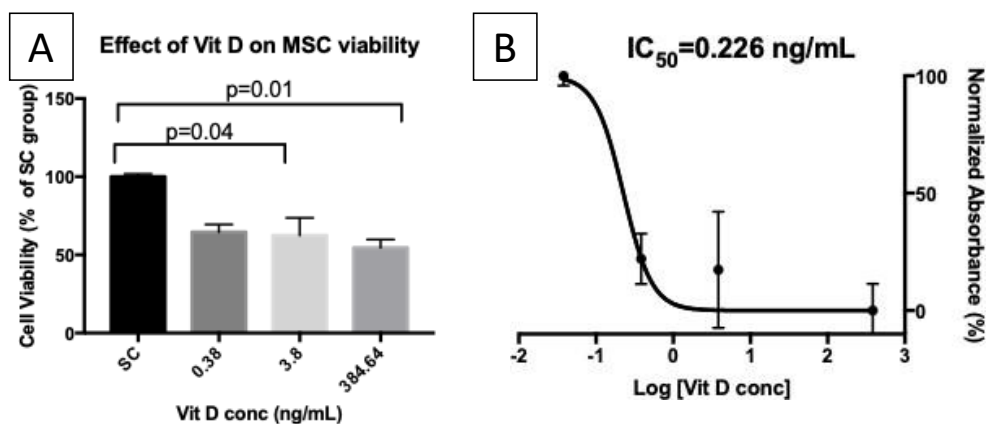 A
Effect of Vit D on MSC viability
p=0.01
p=0.04
Cell Viability (% of SC group)
150
100
50
0
SC
0.38
3.8
384.64
Vit D conc (ng/mL)
B
IC50=0.226 ng/mL
100
50
0
Normalized Absorbance (%)
-2
-1
0
1
2
3
Log [Vit D conc]